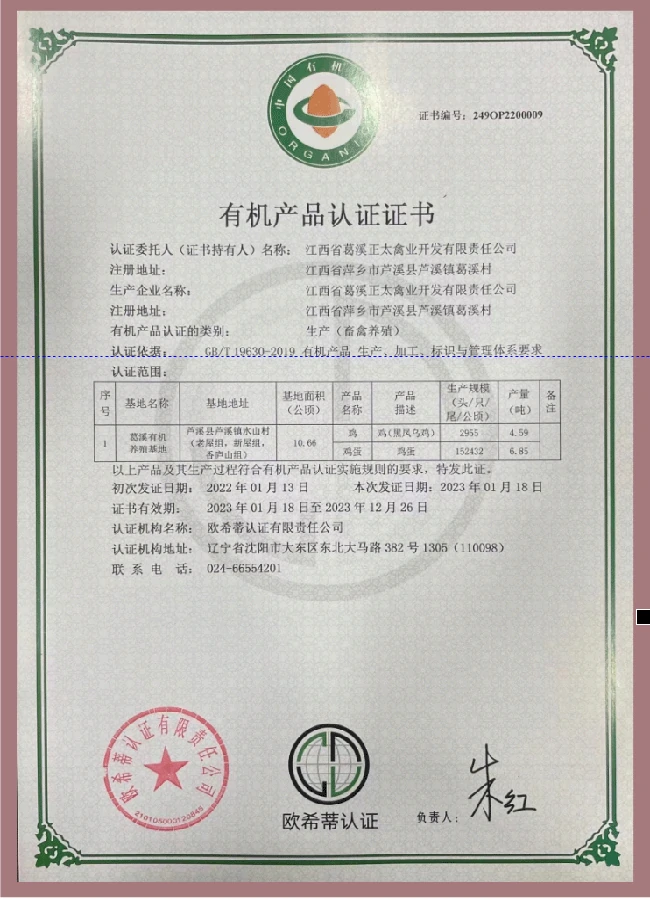 中国有机
ORGANIC
证书编号：249OP2200009
有机产品认证证书
认证委托人（证书持有人）名称： 江西省葛溪正太禽业开发有限责任公司
注册地址： 江西省萍乡市芦溪县芦溪镇葛溪村
生产企业名称： 江西省葛溪正太禽业开发有限责任公司
注册地址： 江西省萍乡市芦溪县芦溪镇葛溪村
有机产品认证的类别： 生产（畜禽养殖）
认证依据： GB/T 19630-2019 有机产品 生产、加工、标识与管理体系要求
认证范围：
序号 基地名称 基地地址 基地面积（公顷） 产品名称 产品描述 生产规模（头/只/尾/公顷） 产量（吨） 备注
1 葛溪有机养殖基地 芦溪县芦溪镇水山村（老屋组，新屋组， 10.66 鸡 鸡(黑凤乌鸡) 2955 4.59
鸡蛋 鸡蛋 152432 6.85
以上产品及其生产过程符合有机产品认证实施规则的要求，特发此证。
初次发证日期： 2022 年 01 月 13 日 本次发证日期：2023 年 01 月 18 日
证书有效期： 2023 年 01 月 18 日至 2023 年 12 月 26 日
认证机构名称： 欧希蒂认证有限责任公司
认证机构地址： 辽宁省沈阳市大东区东北大马路 382 号 1305（110098）
联系电话： 024-66554201
欧希蒂认证有限责任公司
欧希蒂认证
负责人：
朱红